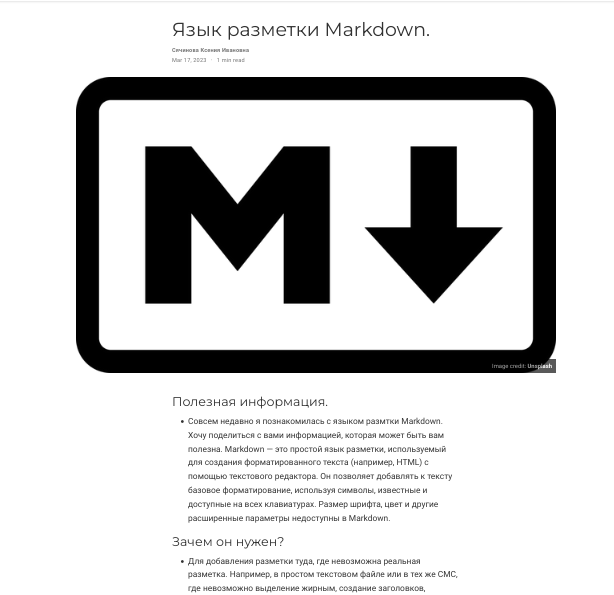 Язык разметки Markdown.
Сячинова Ксения Ивановна
Mar 17, 2023 · 1 min read
M
Image credit: Unsplash
Полезная информация.
• Совсем недавно я познакомилась с языком размтки Markdown.
Хочу поделиться с вами информацией, которая может быть вам
полезна. Markdown — это простой язык разметки, используемый
для создания форматированного текста (например, HTML) с
помощью текстового редактора. Он позволяет добавлять к тексту
базовое форматирование, используя символы, известные и
доступные на всех клавиатурах. Размер шрифта, цвет и другие
расширенные параметры недоступны в Markdown.
Зачем он нужен?
• Для добавления разметки туда, где невозможна реальная
разметка. Например, в простом текстовом файле или в тех же СМС,
где невозможно выделение жирным, создание заголовков,